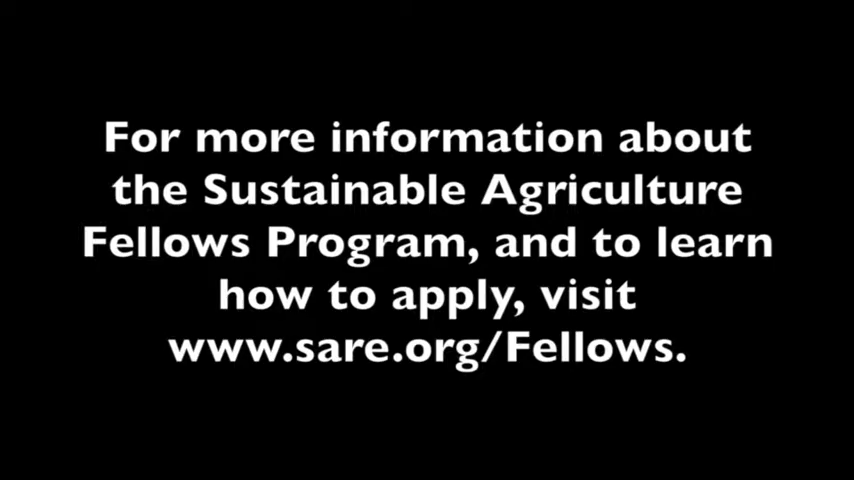 For more information about
the Sustainable Agriculture
Fellows Program, and to learn
how to apply, visit
www.sare.org/Fellows.